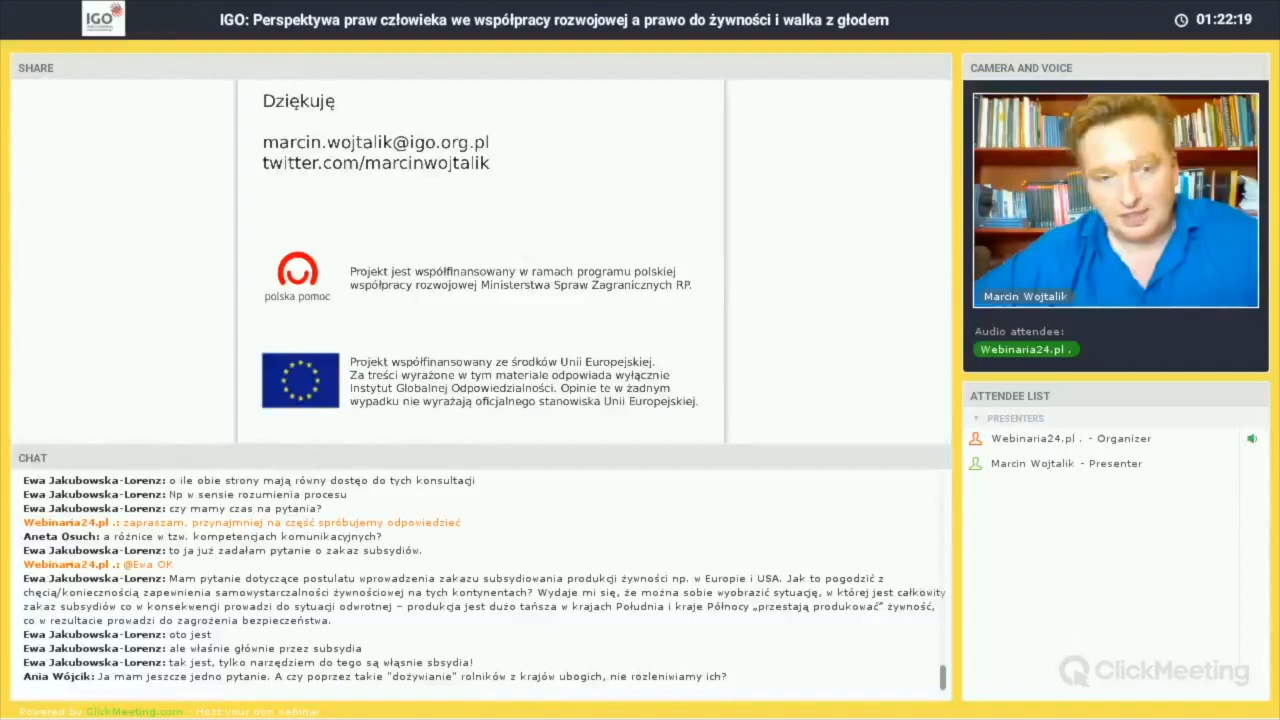 IGO
IGO: Perspektywa praw człowieka we współpracy rozwojowej a prawo do żywności i walka z głodem
01:22:19
SHARE
Dziękuję
marcin.wojtalik@igo.org.pl
twitter.com/marcinwojtalik
polska pomoc
Projekt jest współfinansowany w ramach programu polskiej
współpracy rozwojowej Ministerstwa Spraw Zagranicznych RP.
Projekt współfinansowany ze środków Unii Europejskiej.
Za treści wyrażone w tym materiale odpowiada wyłącznie
Instytut Globalnej Odpowiedzialności. Opinie te w żadnym
wypadku nie wyrażają oficjalnego stanowiska Unii Europejskiej.
CHAT
Ewa Jakubowska-Lorenz: o ile obie strony mają równy dostęo do tych konsultacji
Ewa Jakubowska-Lorenz: Np w sensie rozumienia procesu
Ewa Jakubowska-Lorenz: czy mamy czas na pytania?
Webinaria24.pl .: zapraszam, przynajmniej na część spróbujemy odpowiedzieć
Aneta Osuch: a różnice w tzw. kompetencjach komunikacyjnych?
Ewa Jakubowska-Lorenz: to ja już zadałam pytanie o zakaz subsydiów.
Webinaria24.pl .: @Ewa OK
Ewa Jakubowska-Lorenz: Mam pytanie dotyczące postulatu wprowadzenia zakazu subsydiowania produkcji żywności np. w Europie i USA. Jak to pogodzić z
chęcią/koniecznością zapewnienia samowystarczalności żywnościowej na tych kontynentach? Wydaje mi się, że można sobie wyobrazić sytuację, w której jest całkowity
zakaz subsydiów co w konsekwencji prowadzi do sytuacji odwrotnej – produkcja jest dużo tańsza w krajach Południa i kraje Północy „przestają produkować” żywność,
co w rezultacie prowadzi do zagrożenia bezpieczeństwa.
Ewa Jakubowska-Lorenz: oto jest
Ewa Jakubowska-Lorenz: ale właśnie głównie przez subsydia
Ewa Jakubowska-Lorenz: tak jest, tylko narzędziem do tego są własnie sbsydia!
Ania Wójcik: Ja mam jeszcze jedno pytanie. A czy poprzez takie "dożywianie" rolników z krajów ubogich, nie rozleniwiamy ich?
Powered by ClickMeeting.com - Host your own webinar
CAMERA AND VOICE
Marcin Wojtalik
Audio attendee:
Webinaria24.pl .
ATTENDEE LIST
PRESENTERS
Webinaria24.pl . - Organizer
Marcin Wojtalik - Presenter
ClickMeeting